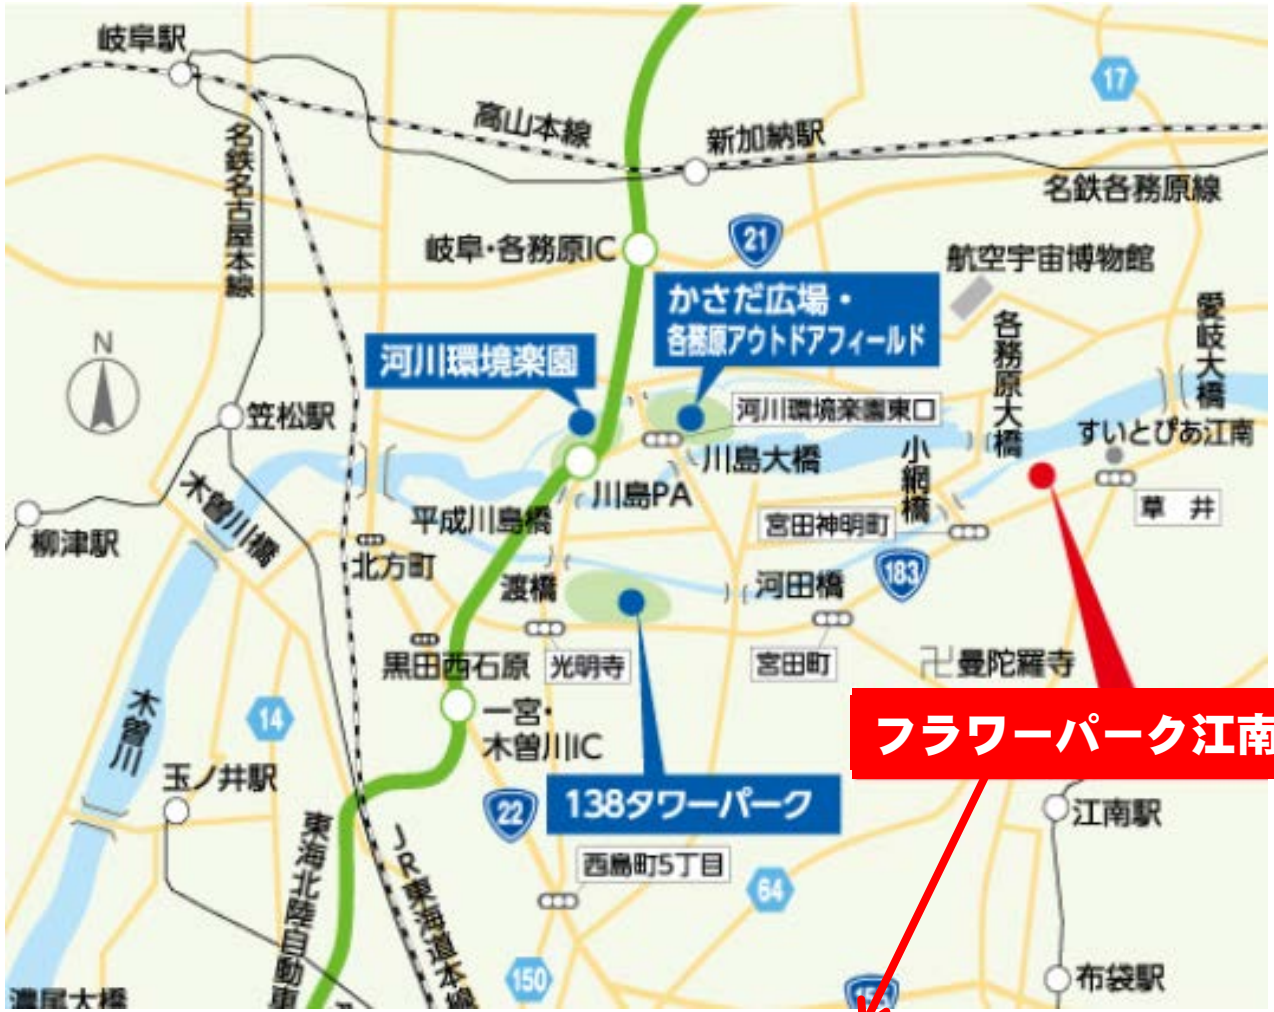 岐阜駅
17
高山本線
新加納駅
名鉄名古屋本線
名鉄各務原線
岐阜・各務原IC
21
航空宇宙博物館
かさだ広場・
各務原アウトドアフィールド
愛岐大橋
各務原大橋
N
河川環境楽園
河川環境楽園東口
笠松駅
すいとぴあ江南
川島大橋
小網橋
川島PA
木曽川橋
草 井
平成川島橋
宮田神明町
柳津駅
北方町
183
渡橋
河田橋
黒田西石原
光明寺
宮田町
卍曼陀羅寺
木曽川
14
一宮・
木曽川IC
フラワーパーク江南
玉ノ井駅
138タワーパーク
22
江南駅
東海北陸自動車
JR東海道本線
西島町5丁目
64
150
布袋駅
濃尾大橋